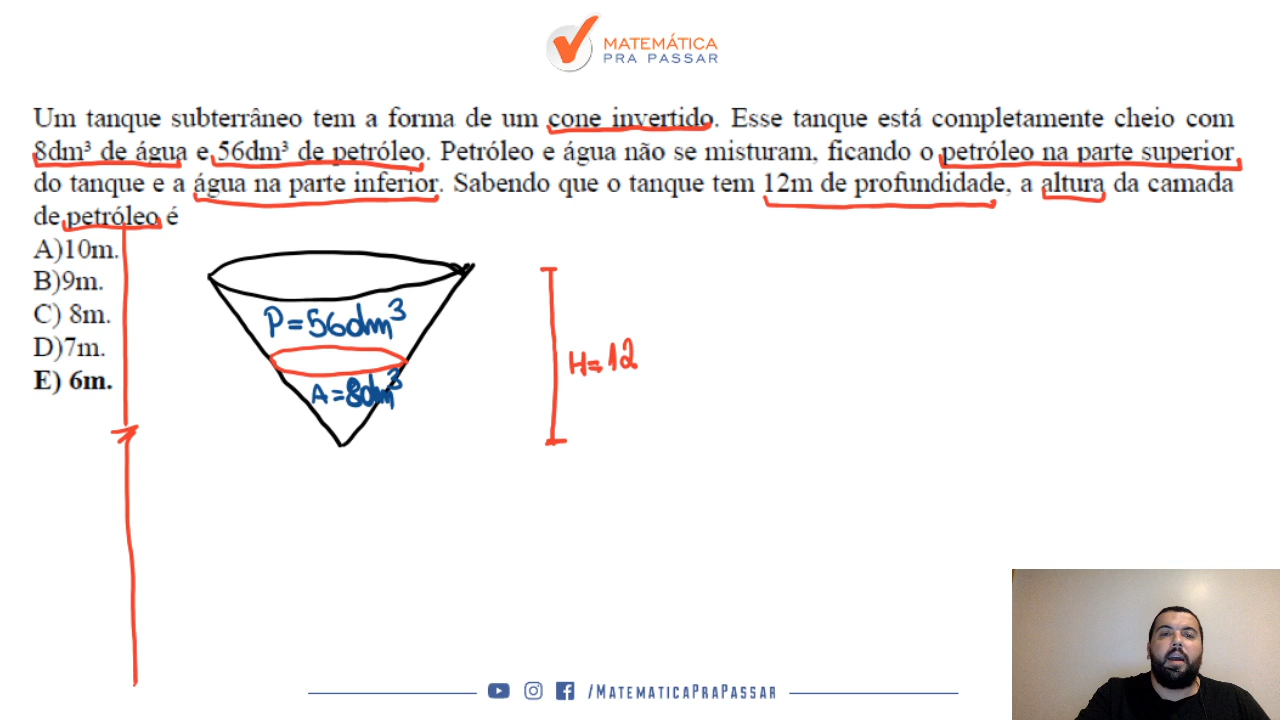 MATEMÁTICA
PRA PASSAR
Um tanque subterrâneo tem a forma de um cone invertido. Esse tanque está completamente cheio com
8dm³ de água e 56dm³ de petróleo. Petróleo e água não se misturam, ficando o petróleo na parte superior
do tanque e a água na parte inferior. Sabendo que o tanque tem 12m de profundidade, a altura da camada
de petróleo é
A)10m.
B)9m.
C) 8m.
D)7m.
E) 6m.
P=56dm³
H=12
A=8dm³
/MATEMATICAPRAPASSAR